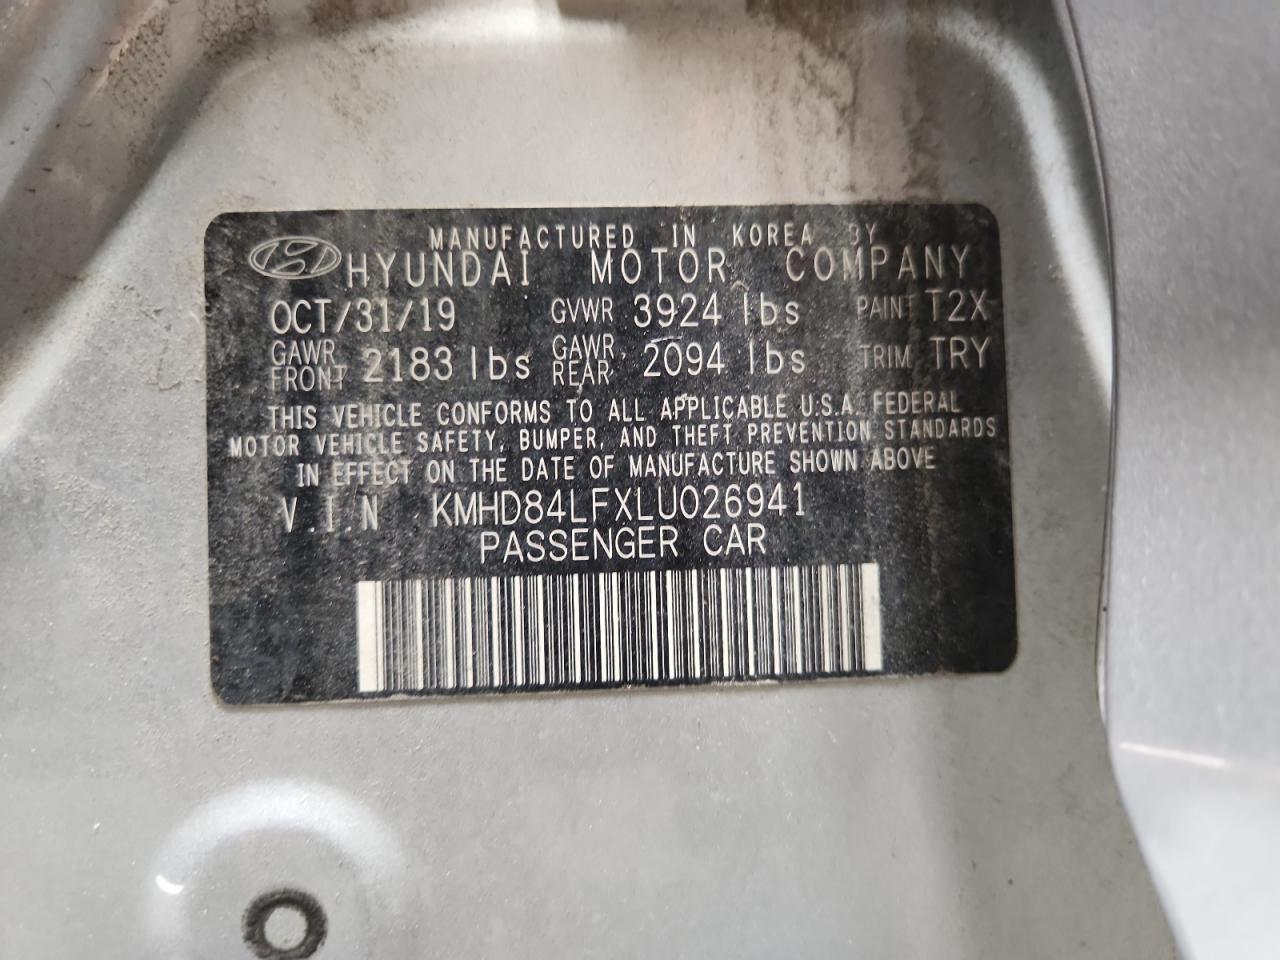 MANUFACTURED IN KOREA BY
HYUNDAI MOTOR COMPANY
OCT/31/19 GVWR 3924 lbs PAINT T2X
GAWR FRONT 2183 lbs GAWR REAR 2094 lbs TRIM TRY
THIS VEHICLE CONFORMS TO ALL APPLICABLE U.S.A. FEDERAL
MOTOR VEHICLE SAFETY, BUMPER, AND THEFT PREVENTION STANDARDS
IN EFFECT ON THE DATE OF MANUFACTURE SHOWN ABOVE
V.I.N KMHD84LFXLU026941
PASSENGER CAR